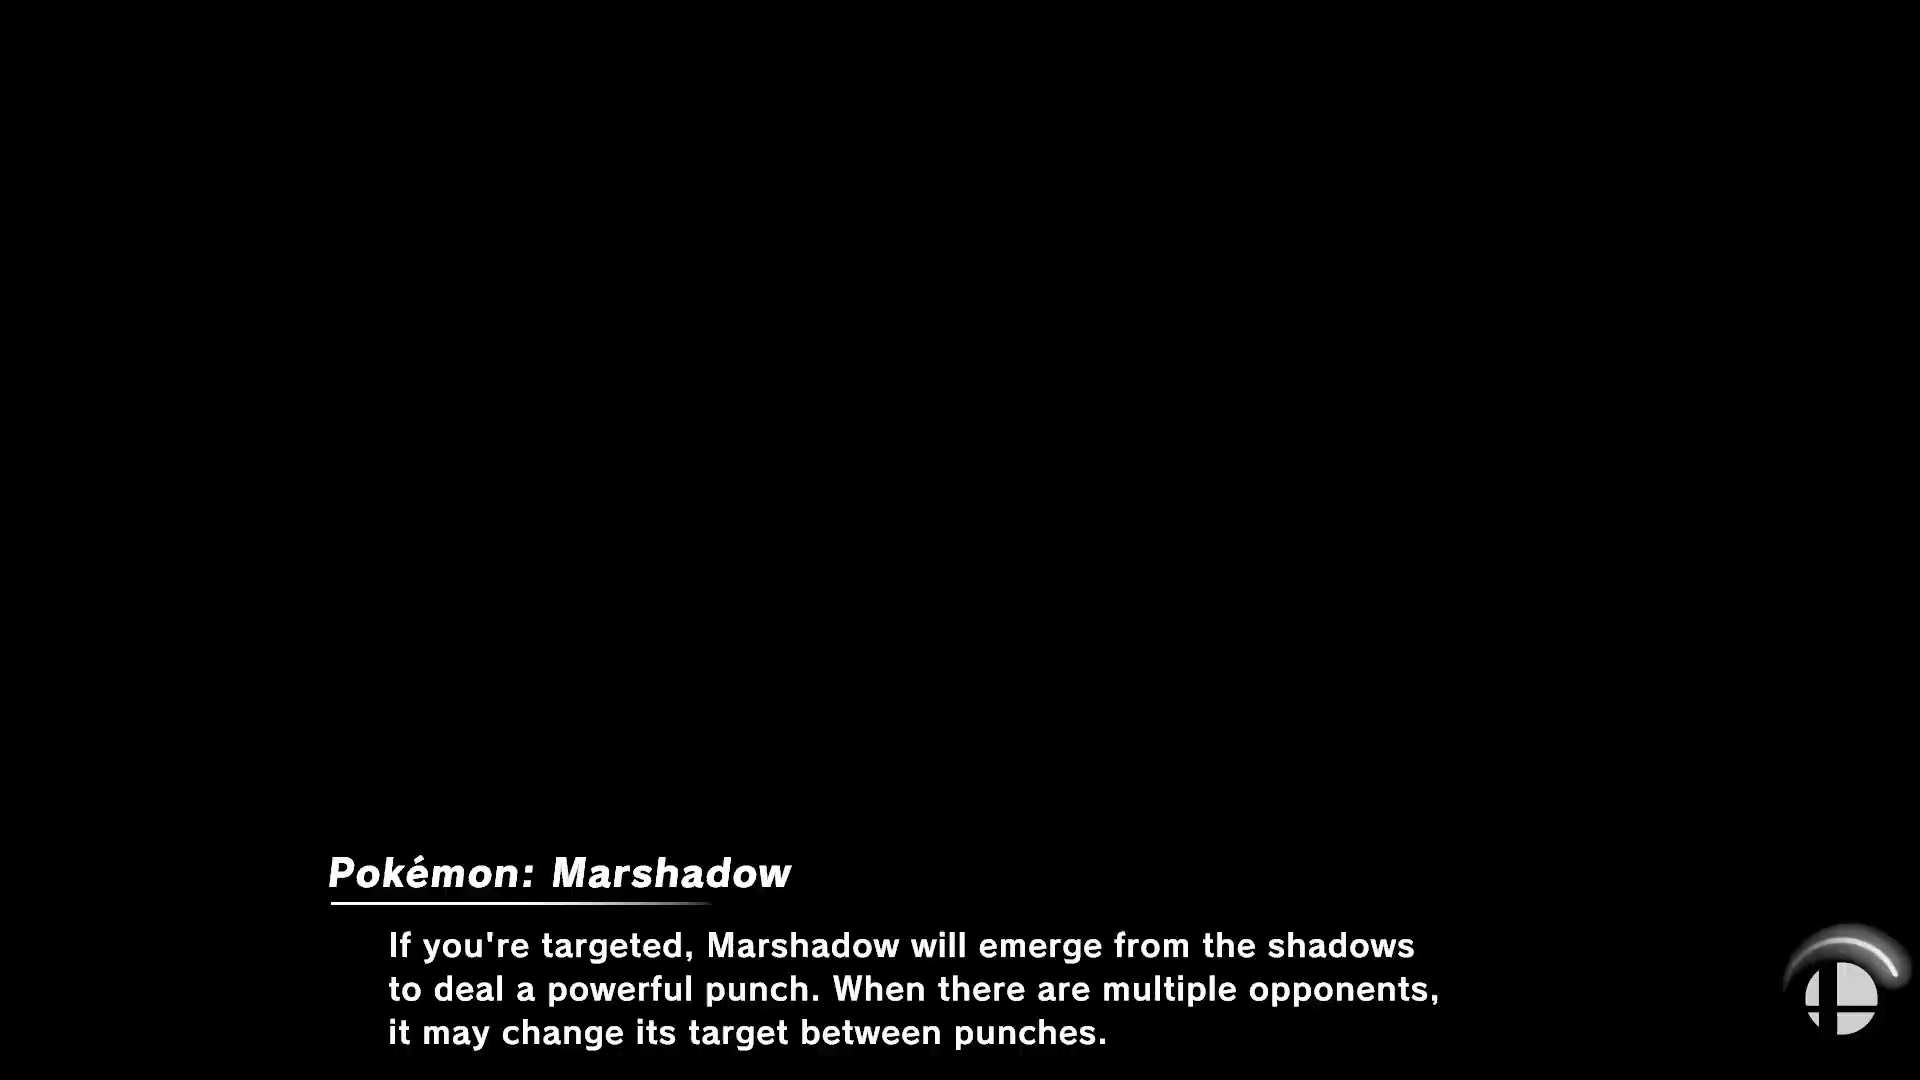 Pokémon: Marshadow
If you're targeted, Marshadow will emerge from the shadows
to deal a powerful punch. When there are multiple opponents,
it may change its target between punches.